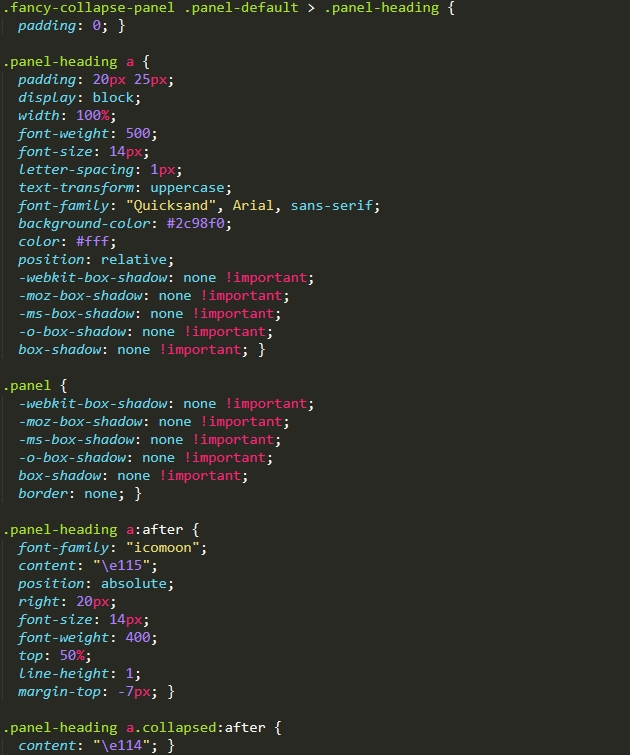 .fancy-collapse-panel .panel-default > .panel-heading {
padding: 0; }
.panel-heading a {
padding: 20px 25px;
display: block;
width: 100%;
font-weight: 500;
font-size: 14px;
letter-spacing: 1px;
text-transform: uppercase;
font-family: "Quicksand", Arial, sans-serif;
background-color: #2c98f0;
color: #fff;
position: relative;
-webkit-box-shadow: none !important;
-moz-box-shadow: none !important;
-ms-box-shadow: none !important;
-o-box-shadow: none !important;
box-shadow: none !important; }
.panel {
-webkit-box-shadow: none !important;
-moz-box-shadow: none !important;
-ms-box-shadow: none !important;
-o-box-shadow: none !important;
box-shadow: none !important;
border: none; }
.panel-heading a:after {
font-family: "icomoon";
content: "\e115";
position: absolute;
right: 20px;
font-size: 14px;
font-weight: 400;
top: 50%;
line-height: 1;
margin-top: -7px; }
.panel-heading a.collapsed:after {
content: "\e114"; }